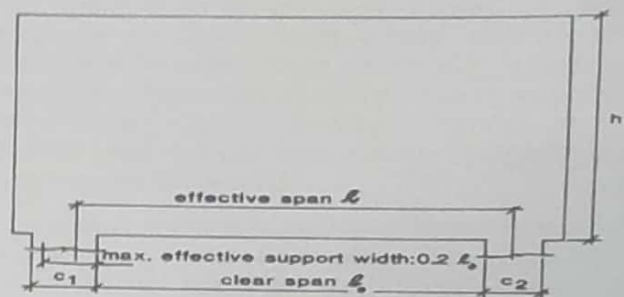 h
effective span ℓ
max. effective support width:0.2 ℓ₀
c1 clear span ℓ₀ c2